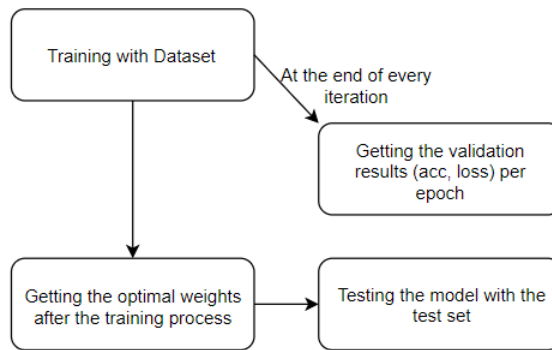 Training with Dataset
At the end of every
iteration
Getting the validation
results (acc, loss) per
epoch
Getting the optimal weights
after the training process
Testing the model with the
test set